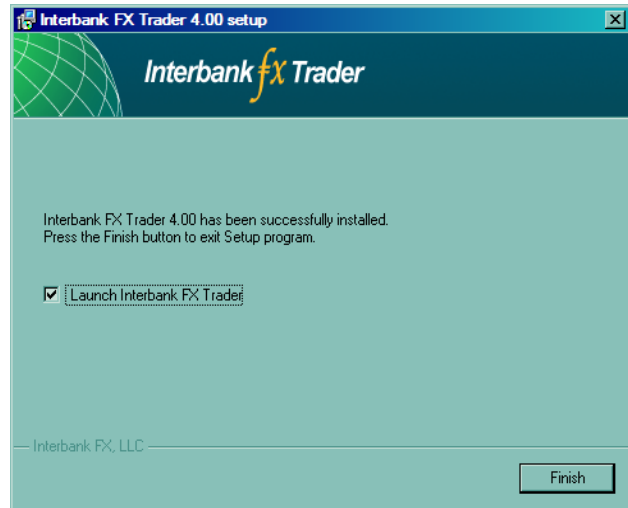 Interbank FX Trader 4.00 setup
Interbank fx Trader
Interbank FX Trader 4.00 has been successfully installed.
Press the Finish button to exit Setup program.
Launch Interbank FX Trader
Interbank FX, LLC
Finish